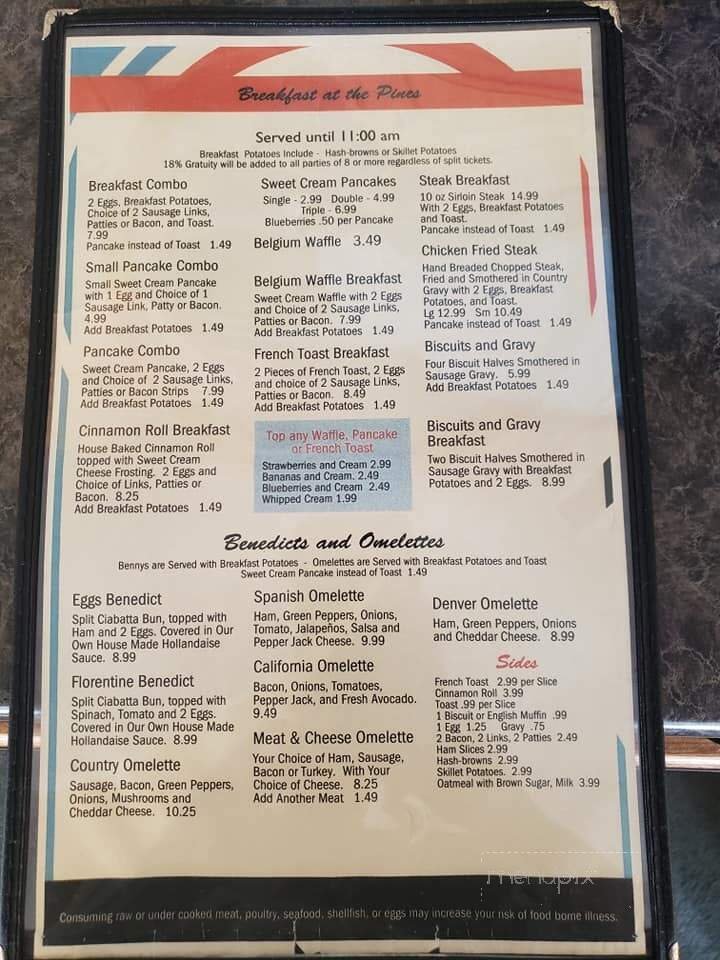 Breakfast at the Pines
Served until 11:00 am
Breakfast Potatoes Include - Hash-browns or Skillet Potatoes
18% Gratuity will be added to all parties of 8 or more regardless of split tickets.
Breakfast Combo
2 Eggs, Breakfast Potatoes,
Choice of 2 Sausage Links,
Patties or Bacon, and Toast.
7.99
Pancake instead of Toast 1.49
Small Pancake Combo
Small Sweet Cream Pancake
with 1 Egg and Choice of 1
Sausage Link, Patty or Bacon.
4.99
Add Breakfast Potatoes 1.49
Pancake Combo
Sweet Cream Pancake, 2 Eggs
and Choice of 2 Sausage Links,
Patties or Bacon Strips 7.99
Add Breakfast Potatoes 1.49
Cinnamon Roll Breakfast
House Baked Cinnamon Roll
topped with Sweet Cream
Cheese Frosting. 2 Eggs and
Choice of Links, Patties or
Bacon. 8.25
Add Breakfast Potatoes 1.49
Sweet Cream Pancakes
Single - 2.99 Double - 4.99
Triple - 6.99
Blueberries .50 per Pancake
Belgium Waffle 3.49
Belgium Waffle Breakfast
Sweet Cream Waffle with 2 Eggs
and Choice of 2 Sausage Links,
Patties or Bacon. 7.99
Add Breakfast Potatoes 1.49
French Toast Breakfast
2 Pieces of French Toast, 2 Eggs
and choice of 2 Sausage Links,
Patties or Bacon. 8.49
Add Breakfast Potatoes 1.49
Top any Waffle, Pancake
or French Toast
Strawberries and Cream 2.99
Bananas and Cream. 2.49
Blueberries and Cream 2.49
Whipped Cream 1.99
Steak Breakfast
10 oz Sirloin Steak 14.99
With 2 Eggs, Breakfast Potatoes
and Toast.
Pancake instead of Toast 1.49
Chicken Fried Steak
Hand Breaded Chopped Steak,
Fried and Smothered in Country
Gravy with 2 Eggs, Breakfast
Potatoes, and Toast.
Lg 12.99 Sm 10.49
Pancake instead of Toast 1.49
Biscuits and Gravy
Four Biscuit Halves Smothered in
Sausage Gravy. 5.99
Add Breakfast Potatoes 1.49
Biscuits and Gravy
Breakfast
Two Biscuit Halves Smothered in
Sausage Gravy with Breakfast
Potatoes and 2 Eggs. 8.99
Benedicts and Omelettes
Bennys are Served with Breakfast Potatoes - Omelettes are Served with Breakfast Potatoes and Toast
Sweet Cream Pancake instead of Toast 1.49
Eggs Benedict
Split Ciabatta Bun, topped with
Ham and 2 Eggs. Covered in Our
Own House Made Hollandaise
Sauce. 8.99
Florentine Benedict
Split Ciabatta Bun, topped with
Spinach, Tomato and 2 Eggs.
Covered in Our Own House Made
Hollandaise Sauce. 8.99
Country Omelette
Sausage, Bacon, Green Peppers,
Onions, Mushrooms and
Cheddar Cheese. 10.25
Spanish Omelette
Ham, Green Peppers, Onions,
Tomato, Jalapeños, Salsa and
Pepper Jack Cheese. 9.99
California Omelette
Bacon, Onions, Tomatoes,
Pepper Jack, and Fresh Avocado.
9.49
Meat & Cheese Omelette
Your Choice of Ham, Sausage,
Bacon or Turkey. With Your
Choice of Cheese. 8.25
Add Another Meat 1.49
Denver Omelette
Ham, Green Peppers, Onions
and Cheddar Cheese. 8.99
Sides
French Toast 2.99 per Slice
Cinnamon Roll 3.99
Toast .99 per Slice
1 Biscuit or English Muffin .99
1 Egg 1.25 Gravy .75
2 Bacon, 2 Links, 2 Patties 2.49
Ham Slices 2.99
Hash-browns 2.99
Skillet Potatoes. 2.99
Oatmeal with Brown Sugar, Milk 3.99
menupix
Consuming raw or under cooked meat, poultry, seafood, shellfish, or eggs may increase your risk of food borne illness.